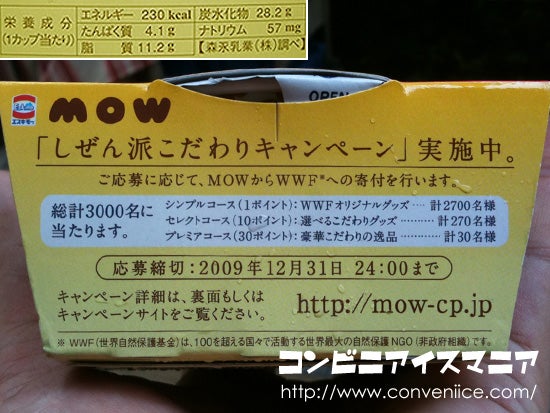 栄養成分
(1カップ当たり)
エネルギー 230 kcal 炭水化物 28.2 g
たんぱく質 4.1 g ナトリウム 57 mg
脂 質 11.2 g 【森永乳業(株)調べ】
OPEN
エスキモー
MOW
「しぜん派こだわりキャンペーン」実施中。
ご応募に応じて、MOWからWWF※への寄付を行います。
総計3000名に
当たります。
シンプルコース(1ポイント):WWFオリジナルグッズ…… 計2700名様
セレクトコース(10ポイント):選べるこだわりグッズ…… 計270名様
プレミアコース(30ポイント):豪華こだわりの逸品……… 計30名様
応募締切:2009年12月31日 24:00まで
キャンペーン詳細は、裏面もしくは
キャンペーンサイトをご覧ください。
http://mow-cp.jp
※ WWF(世界自然保護基金)は、100を超える国々で活動する世界最大の自然保護NGO(非政府組織)です。
コンビニアイスマニア
http://www.conveniice.com/